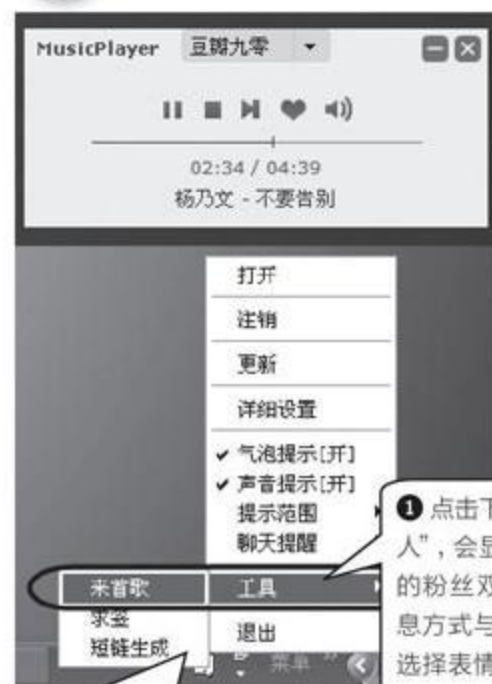 MusicPlayer 豆瓣九零
02:34 / 04:39
杨乃文 - 不要告别
打开
注销
更新
详细设置
气泡提示[开]
声音提示[开]
提示范围
聊天提醒
工具
退出
来首歌
求签
短链生成
菜单
❶ 点击下
人”，会显
的粉丝双
息方式与
选择表情